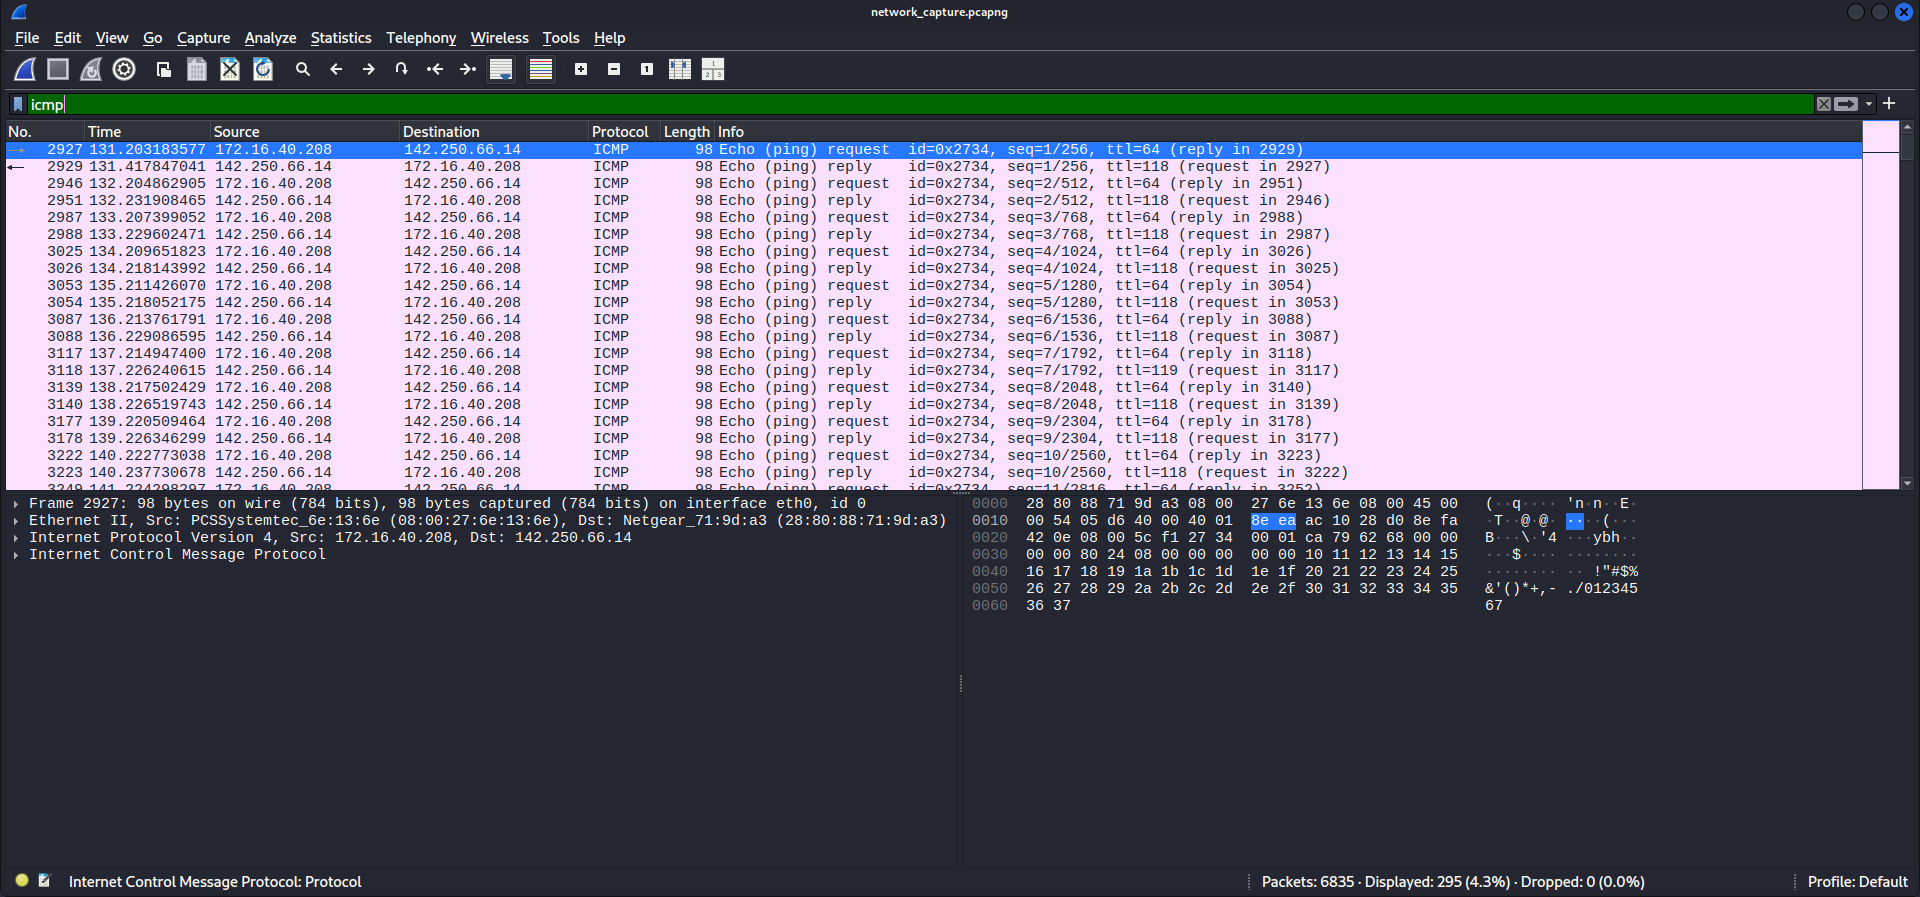 network_capture.pcapng
File Edit View Go Capture Analyze Statistics Telephony Wireless Tools Help
icmp
No. Time Source Destination Protocol Length Info
2927 131.203183577 172.16.40.208 142.250.66.14 ICMP 98 Echo (ping) request id=0x2734, seq=1/256, ttl=64 (reply in 2929)
2929 131.417847041 142.250.66.14 172.16.40.208 ICMP 98 Echo (ping) reply id=0x2734, seq=1/256, ttl=118 (request in 2927)
2946 132.204862905 172.16.40.208 142.250.66.14 ICMP 98 Echo (ping) request id=0x2734, seq=2/512, ttl=64 (reply in 2951)
2951 132.231908465 142.250.66.14 172.16.40.208 ICMP 98 Echo (ping) reply id=0x2734, seq=2/512, ttl=118 (request in 2946)
2987 133.207399052 172.16.40.208 142.250.66.14 ICMP 98 Echo (ping) request id=0x2734, seq=3/768, ttl=64 (reply in 2988)
2988 133.229602471 142.250.66.14 172.16.40.208 ICMP 98 Echo (ping) reply id=0x2734, seq=3/768, ttl=118 (request in 2987)
3025 134.209651823 172.16.40.208 142.250.66.14 ICMP 98 Echo (ping) request id=0x2734, seq=4/1024, ttl=64 (reply in 3026)
3026 134.218143992 142.250.66.14 172.16.40.208 ICMP 98 Echo (ping) reply id=0x2734, seq=4/1024, ttl=118 (request in 3025)
3053 135.211426070 172.16.40.208 142.250.66.14 ICMP 98 Echo (ping) request id=0x2734, seq=5/1280, ttl=64 (reply in 3054)
3054 135.218052175 142.250.66.14 172.16.40.208 ICMP 98 Echo (ping) reply id=0x2734, seq=5/1280, ttl=118 (request in 3053)
3087 136.213761791 172.16.40.208 142.250.66.14 ICMP 98 Echo (ping) request id=0x2734, seq=6/1536, ttl=64 (reply in 3088)
3088 136.229086595 142.250.66.14 172.16.40.208 ICMP 98 Echo (ping) reply id=0x2734, seq=6/1536, ttl=118 (request in 3087)
3117 137.214947400 172.16.40.208 142.250.66.14 ICMP 98 Echo (ping) request id=0x2734, seq=7/1792, ttl=64 (reply in 3118)
3118 137.226240615 142.250.66.14 172.16.40.208 ICMP 98 Echo (ping) reply id=0x2734, seq=7/1792, ttl=119 (request in 3117)
3139 138.217502429 172.16.40.208 142.250.66.14 ICMP 98 Echo (ping) request id=0x2734, seq=8/2048, ttl=64 (reply in 3140)
3140 138.226519743 142.250.66.14 172.16.40.208 ICMP 98 Echo (ping) reply id=0x2734, seq=8/2048, ttl=118 (request in 3139)
3177 139.220509464 172.16.40.208 142.250.66.14 ICMP 98 Echo (ping) request id=0x2734, seq=9/2304, ttl=64 (reply in 3178)
3178 139.226346299 142.250.66.14 172.16.40.208 ICMP 98 Echo (ping) reply id=0x2734, seq=9/2304, ttl=118 (request in 3177)
3222 140.222773038 172.16.40.208 142.250.66.14 ICMP 98 Echo (ping) request id=0x2734, seq=10/2560, ttl=64 (reply in 3223)
3223 140.237730678 142.250.66.14 172.16.40.208 ICMP 98 Echo (ping) reply id=0x2734, seq=10/2560, ttl=118 (request in 3222)
3249 141.224298297 172.16.40.208 142.250.66.14 ICMP 98 Echo (ping) request id=0x2734, seq=11/2816, ttl=64 (reply in 3252)
Frame 2927: 98 bytes on wire (784 bits), 98 bytes captured (784 bits) on interface eth0, id 0
Ethernet II, Src: PCSSystemtec_6e:13:6e (08:00:27:6e:13:6e), Dst: Netgear_71:9d:a3 (28:80:88:71:9d:a3)
Internet Protocol Version 4, Src: 172.16.40.208, Dst: 142.250.66.14
Internet Control Message Protocol
0000 28 80 88 71 9d a3 08 00 27 6e 13 6e 08 00 45 00 (··q···· 'n·n··E·
0010 00 54 05 d6 40 00 40 01 8e ea ac 10 28 d0 8e fa ·T··@·@· ····(···
0020 42 0e 08 00 5c f1 27 34 00 01 ca 79 62 68 00 00 B···\·'4 ···ybh··
0030 00 00 80 24 08 00 00 00 00 00 10 11 12 13 14 15 ···$···· ········
0040 16 17 18 19 1a 1b 1c 1d 1e 1f 20 21 22 23 24 25 ········ ·· !"#$%
0050 26 27 28 29 2a 2b 2c 2d 2e 2f 30 31 32 33 34 35 &'()*+,- ./012345
0060 36 37 67
Internet Control Message Protocol: Protocol
Packets: 6835 · Displayed: 295 (4.3%) · Dropped: 0 (0.0%)
Profile: Default